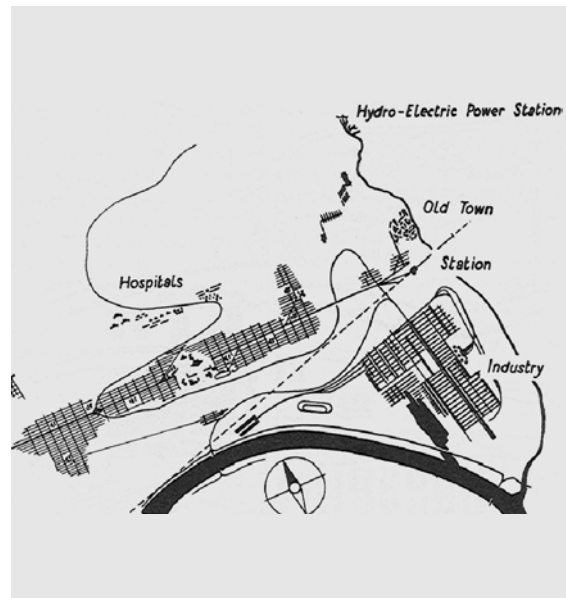 Hydro-Electric Power Station
Old Town
Station
Hospitals
Industry